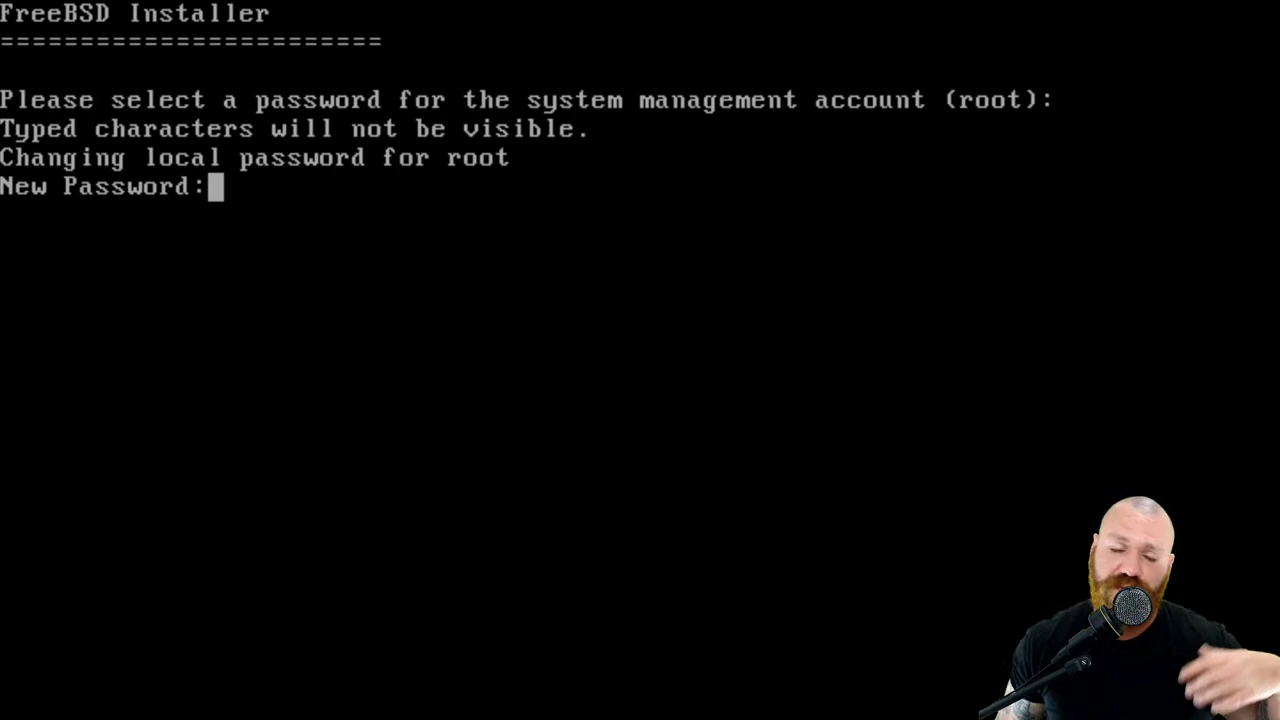 FreeBSD Installer
========================
Please select a password for the system management account (root):
Typed characters will not be visible.
Changing local password for root
New Password: